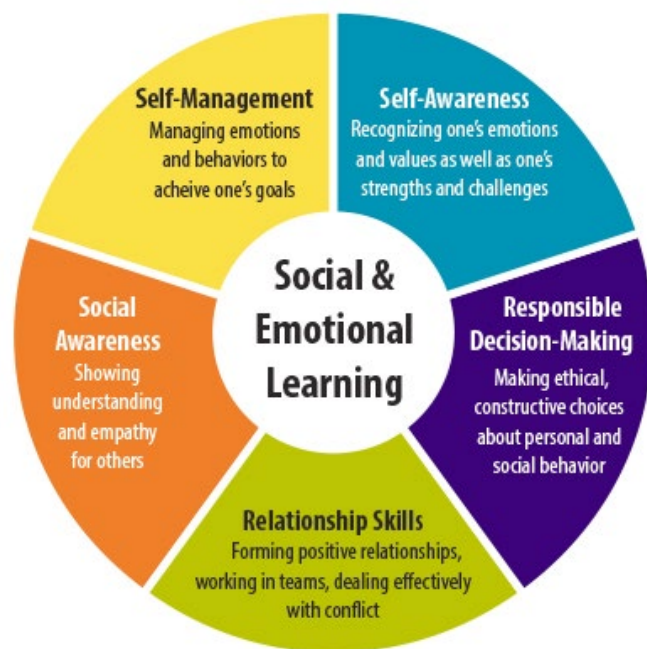 Self-Management
Managing emotions
and behaviors to
acheive one's goals
Self-Awareness
Recognizing one's emotions
and values as well as one's
strengths and challenges
Social &
Emotional
Learning
Social
Awareness
Showing
understanding
and empathy
for others
Responsible
Decision-Making
Making ethical,
constructive choices
about personal and
social behavior
Relationship Skills
Forming positive relationships,
working in teams, dealing effectively
with conflict